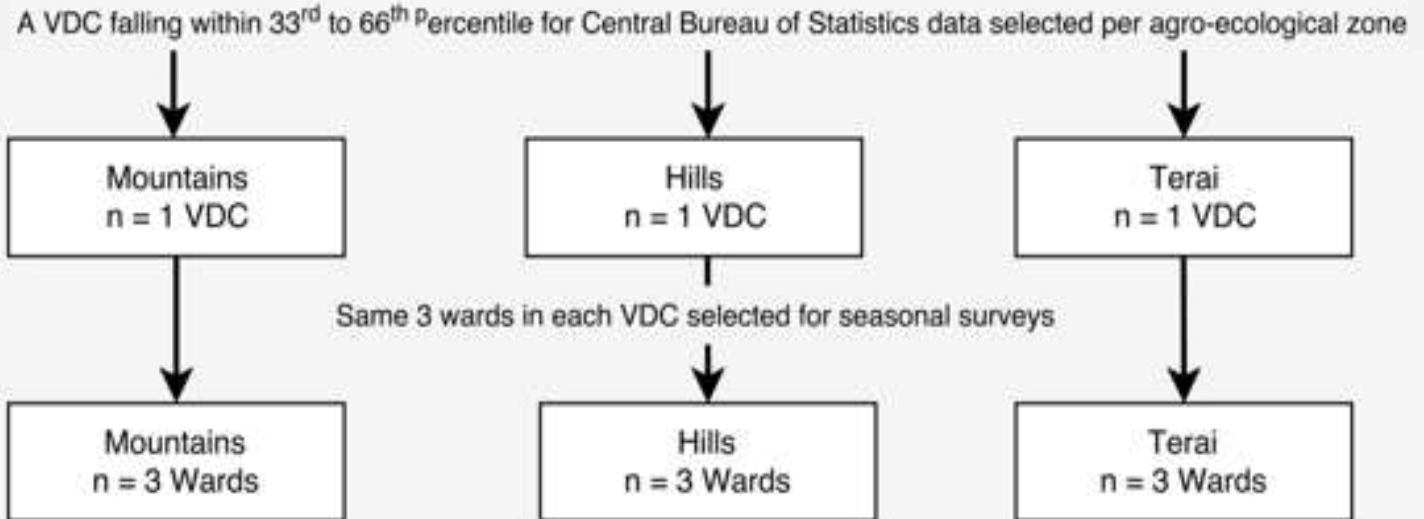 A VDC falling within 33rd to 66th percentile for Central Bureau of Statistics data selected per agro-ecological zone
Mountains
n = 1 VDC
Hills
n = 1 VDC
Terai
n = 1 VDC
Same 3 wards in each VDC selected for seasonal surveys
Mountains
n = 3 Wards
Hills
n = 3 Wards
Terai
n = 3 Wards